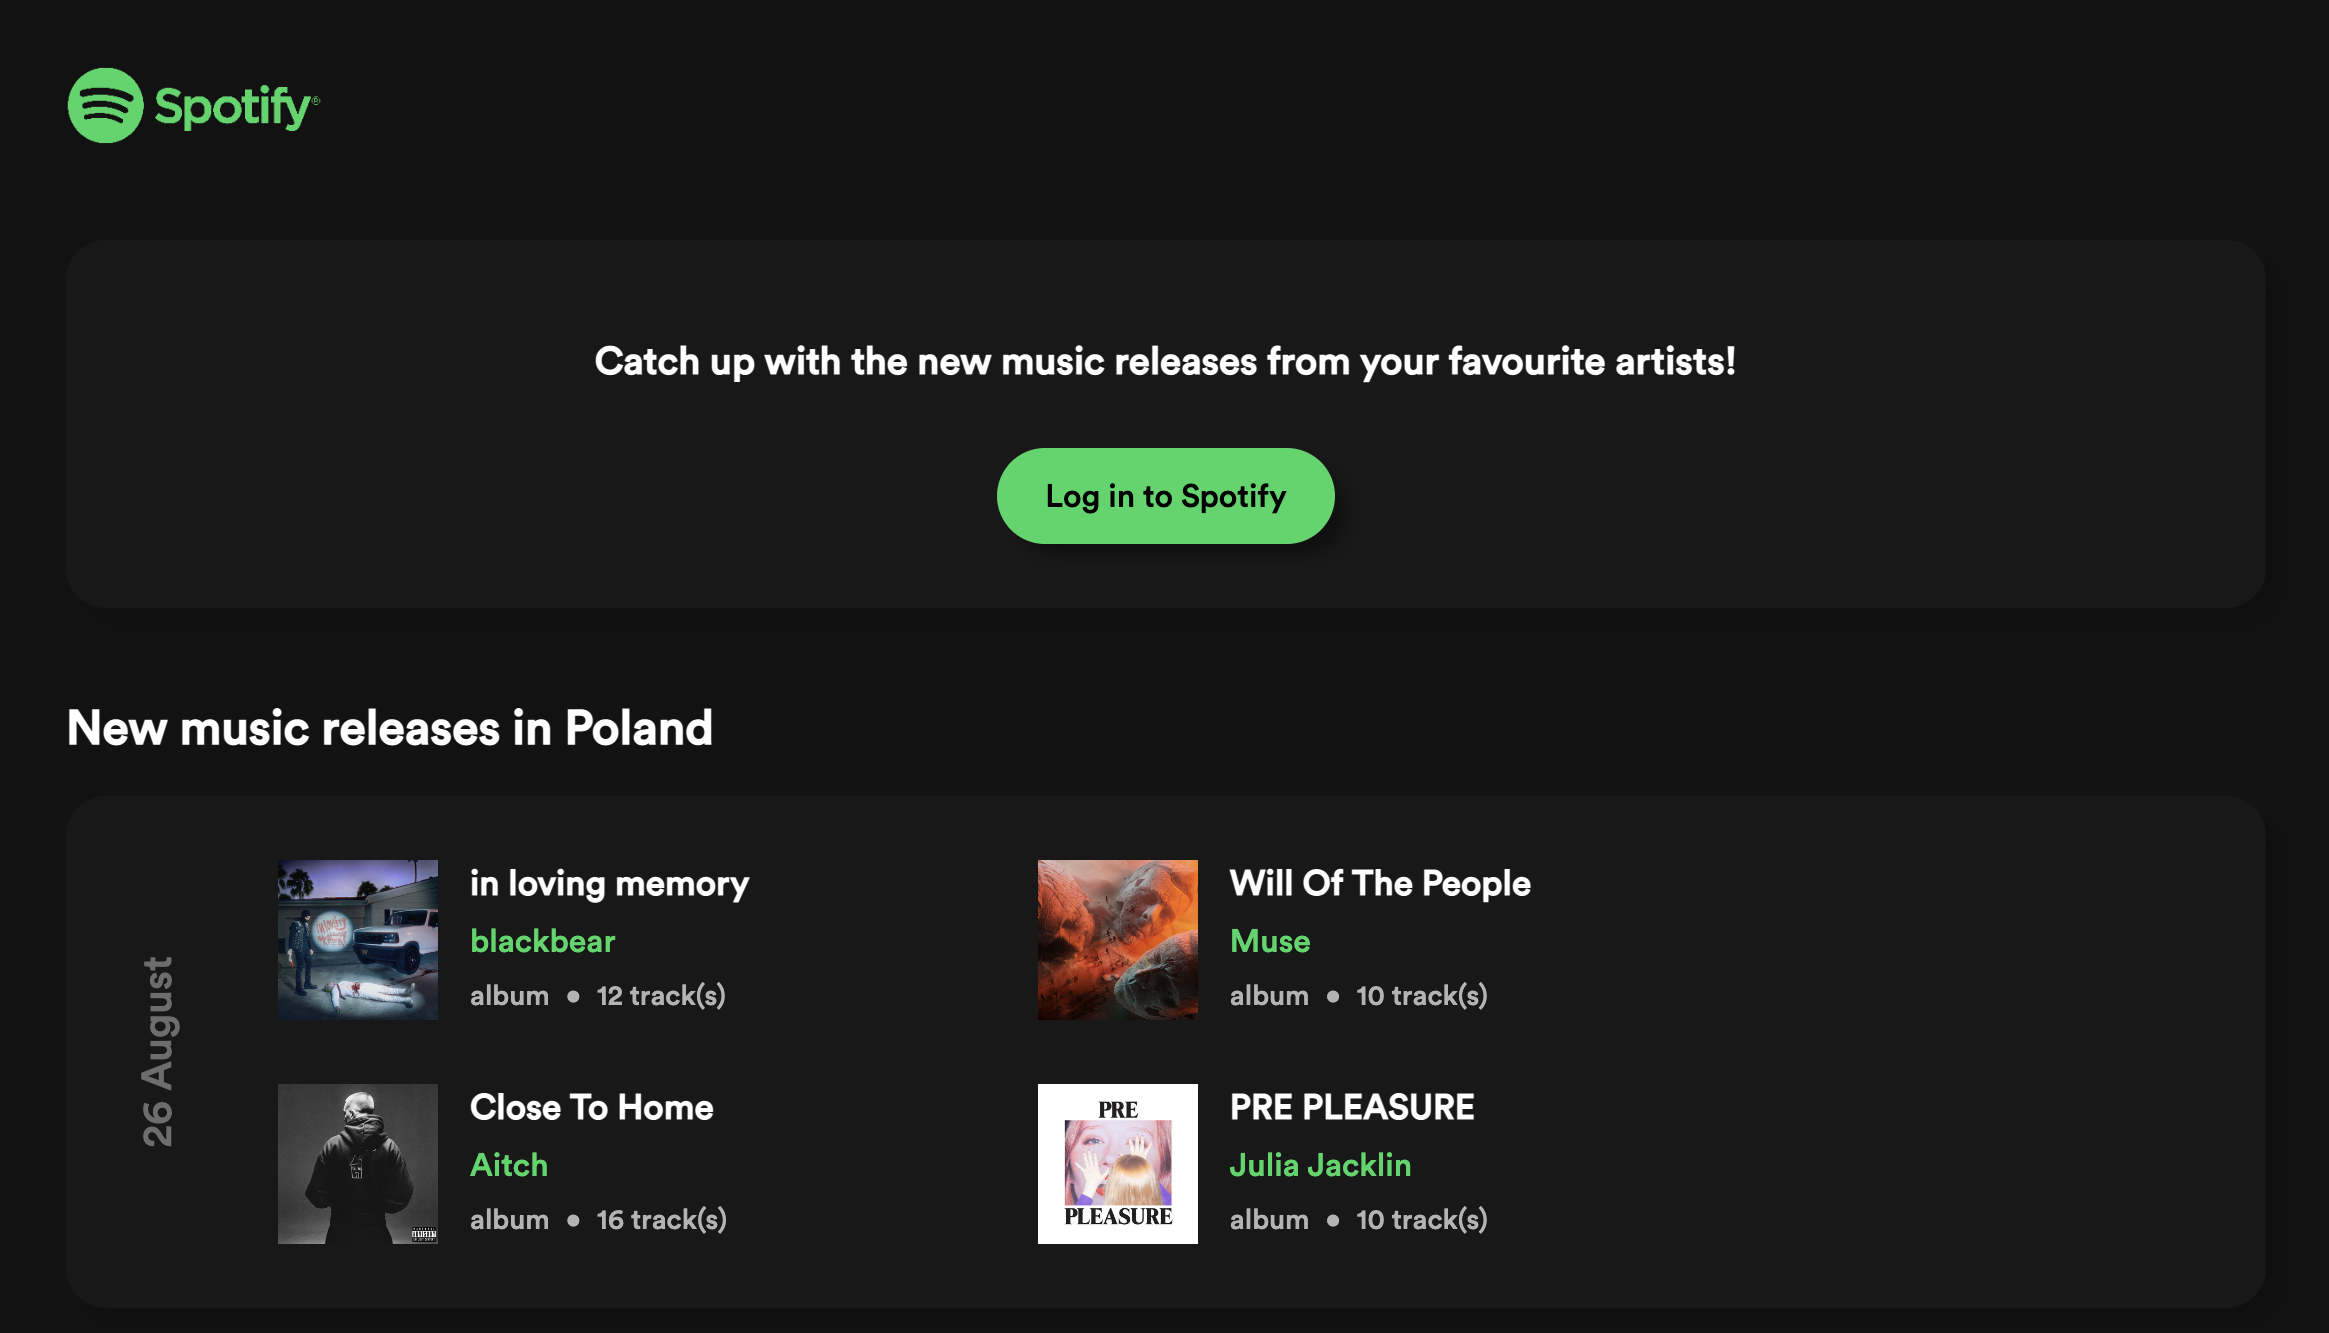 Spotify®
Catch up with the new music releases from your favourite artists!
Log in to Spotify
New music releases in Poland
26 August
in loving memory
blackbear
album • 12 track(s)
Will Of The People
Muse
album • 10 track(s)
Close To Home
Aitch
album • 16 track(s)
PRE
PLEASURE
PRE PLEASURE
Julia Jacklin
album • 10 track(s)